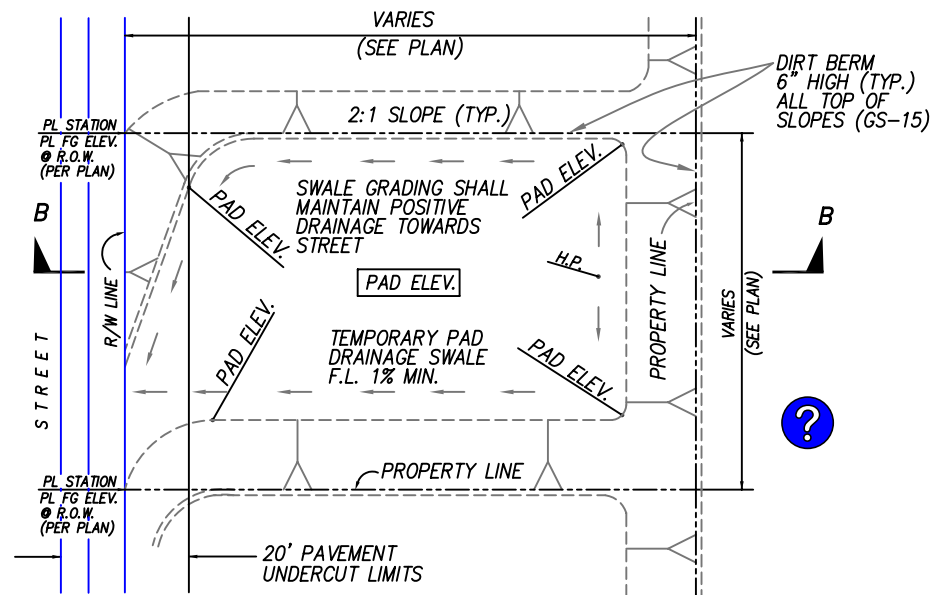 VARIES
(SEE PLAN)
DIRT BERM
6" HIGH (TYP.)
ALL TOP OF
SLOPES (GS-15)
2:1 SLOPE (TYP.)
PL STATION
PL FG ELEV.
@ R.O.W.
(PER PLAN)
PAD ELEV.
SWALE GRADING SHALL
MAINTAIN POSITIVE
DRAINAGE TOWARDS
STREET
PAD ELEV.
B
B
H.P.
PAD ELEV.
R/W LINE
PROPERTY LINE
VARIES
(SEE PLAN)
PAD ELEV.
TEMPORARY PAD
DRAINAGE SWALE
F.L. 1% MIN.
PAD ELEV.
STREET
?
PROPERTY LINE
PL STATION
PL FG ELEV.
@ R.O.W.
(PER PLAN)
20' PAVEMENT
UNDERCUT LIMITS